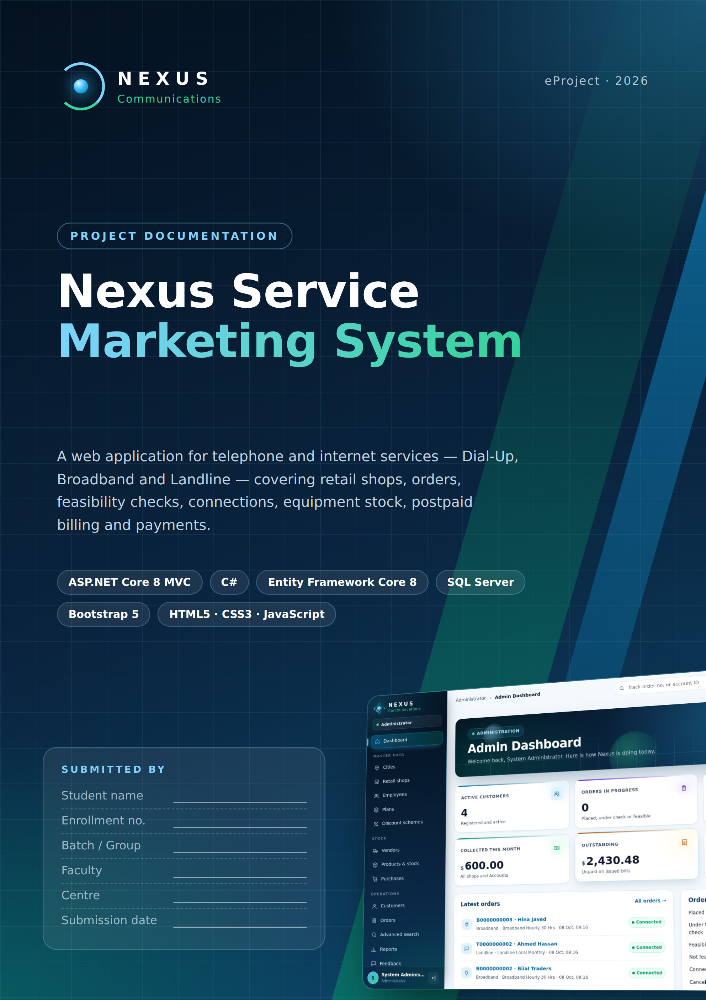 NEXUS
Communications
eProject · 2026
PROJECT DOCUMENTATION
Nexus Service
Marketing System
A web application for telephone and internet services — Dial-Up,
Broadband and Landline — covering retail shops, orders,
feasibility checks, connections, equipment stock, postpaid
billing and payments.
ASP.NET Core 8 MVC
C#
Entity Framework Core 8
SQL Server
Bootstrap 5
HTML5 · CSS3 · JavaScript
SUBMITTED BY
Student name
Enrollment no.
Batch / Group
Faculty
Centre
Submission date
NEXUS
Communications
Administrator
Dashboard
MASTER DATA
Cities
Retail shops
Employees
Plans
Discount schemes
STOCK
Vendors
Products & stock
Purchases
OPERATIONS
Customers
Orders
Advanced search
Reports
Feedback
S
System Adminis...
Administrator
Administrator › Admin Dashboard
Track order no. or account ID
ADMINISTRATION
Admin Dashboard
Welcome back, System Administrator. Here is how Nexus is doing today.
ACTIVE CUSTOMERS
4
Registered and active
ORDERS IN PROGRESS
0
Placed, under check or feasible
COLLECTED THIS MONTH
$600.00
All shops and Accounts
OUTSTANDING
$2,430.48
Unpaid on issued bills
Latest orders
All orders →
B0000000003 · Hina Javed
Broadband · Broadband Hourly 30 Hrs · 08 Oct, 08:16
Connected
T0000000002 · Ahmed Hassan
Landline · Landline Local Monthly · 08 Oct, 08:16
Connected
B0000000002 · Bilal Traders
Broadband · Broadband Hourly 30 Hrs · 08 Oct, 08:16
Connected
Order
Placed
Under f
check
Feasibl
Not fea
Connec
Cancel